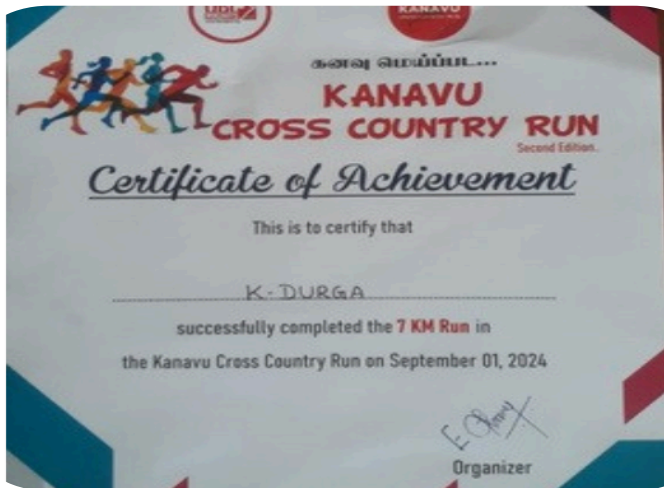 KANAVU
கனவு மெய்ப்பட...
KANAVU
CROSS COUNTRY RUN
Second Edition.
Certificate of Achievement
This is to certify that
K-DURGA
successfully completed the 7 KM Run in
the Kanavu Cross Country Run on September 01, 2024
Organizer